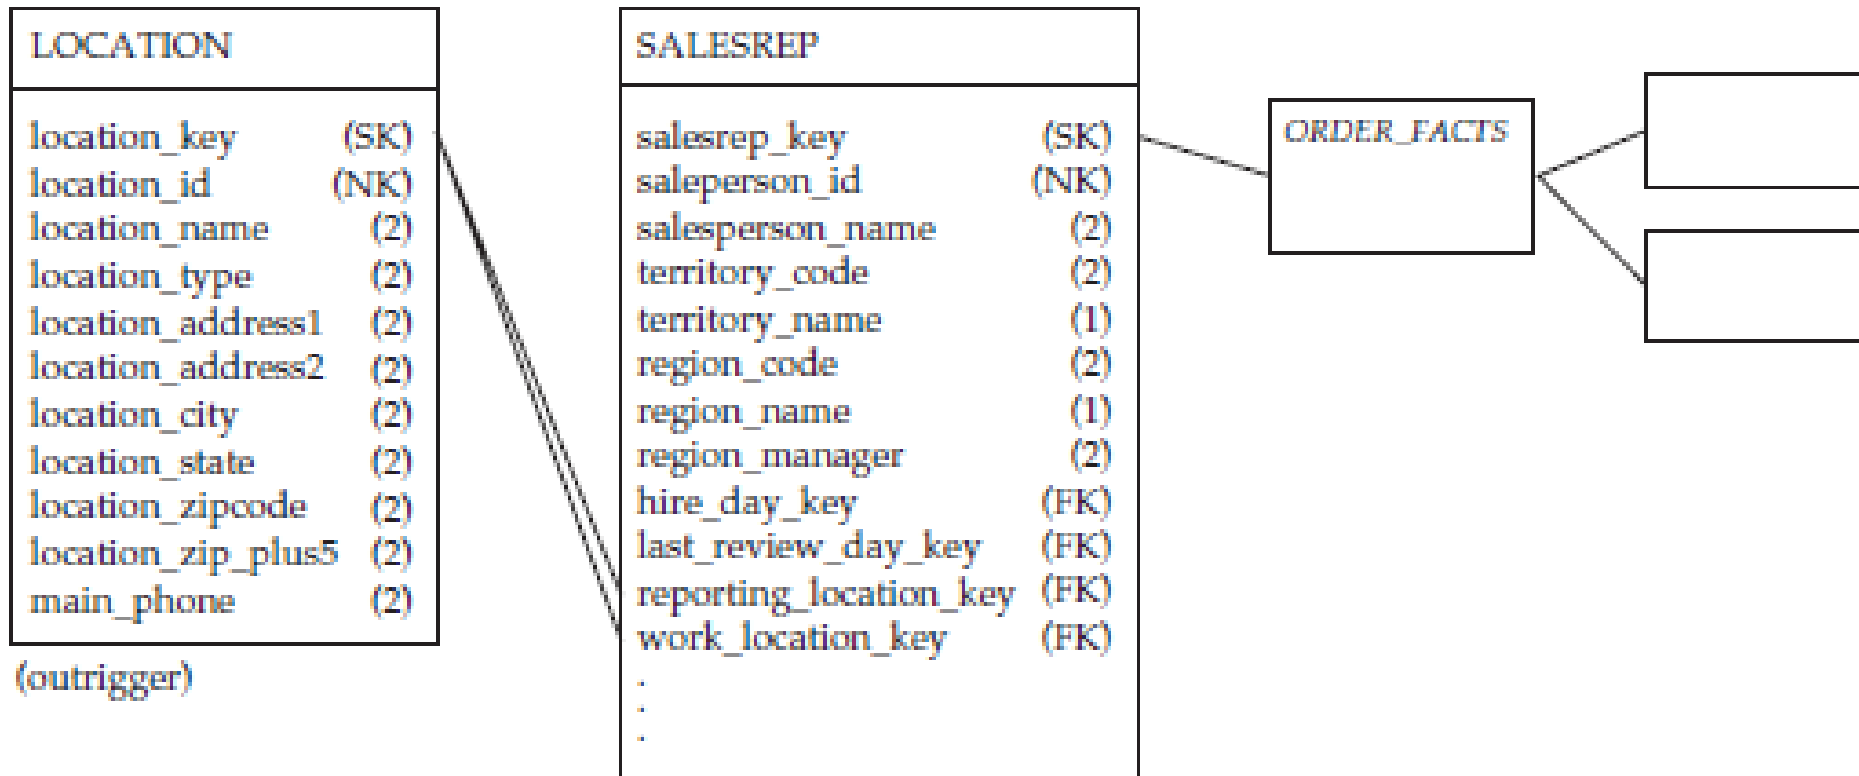 LOCATION
location_key (SK)
location_id (NK)
location_name (2)
location_type (2)
location_address1 (2)
location_address2 (2)
location_city (2)
location_state (2)
location_zipcode (2)
location_zip_plus5 (2)
main_phone (2)
(outrigger)
SALESREP
salesrep_key (SK)
saleperson_id (NK)
salesperson_name (2)
territory_code (2)
territory_name (1)
region_code (2)
region_name (1)
region_manager (2)
hire_day_key (FK)
last_review_day_key (FK)
reporting_location_key (FK)
work_location_key (FK)
.
.
.
ORDER_FACTS